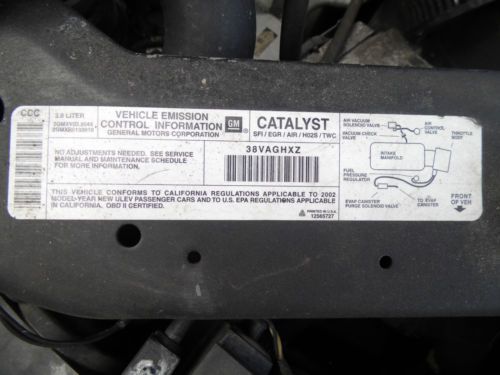 CCC
3.8 LITER
VEHICLE EMISSION
CONTROL INFORMATION
GENERAL MOTORS CORPORATION
GM
CATALYST
SFI / EGR / AIR / HO2S / TWC
38VAGHXZ
NO ADJUSTMENTS NEEDED. SEE SERVICE
MANUAL AND MAINTENANCE SCHEDULE
FOR MORE INFORMATION.
THIS VEHICLE CONFORMS TO CALIFORNIA REGULATIONS APPLICABLE TO 2002
MODEL-YEAR NEW ULEV PASSENGER CARS AND TO U.S. EPA REGULATIONS APPLICABLE
IN CALIFORNIA. OBD II CERTIFIED.
PRINTED IN U.S.A.
12565727
AIR VACUUM
SOLENOID VALVE
AIR
CONTROL
VALVE
VACUUM CHECK
VALVE
THROTTLE
BODY
INTAKE
MANIFOLD
FUEL
PRESSURE
REGULATOR
EVAP CANISTER
PURGE SOLENOID VALVE
TO EVAP
CANISTER
FRONT
OF VEH